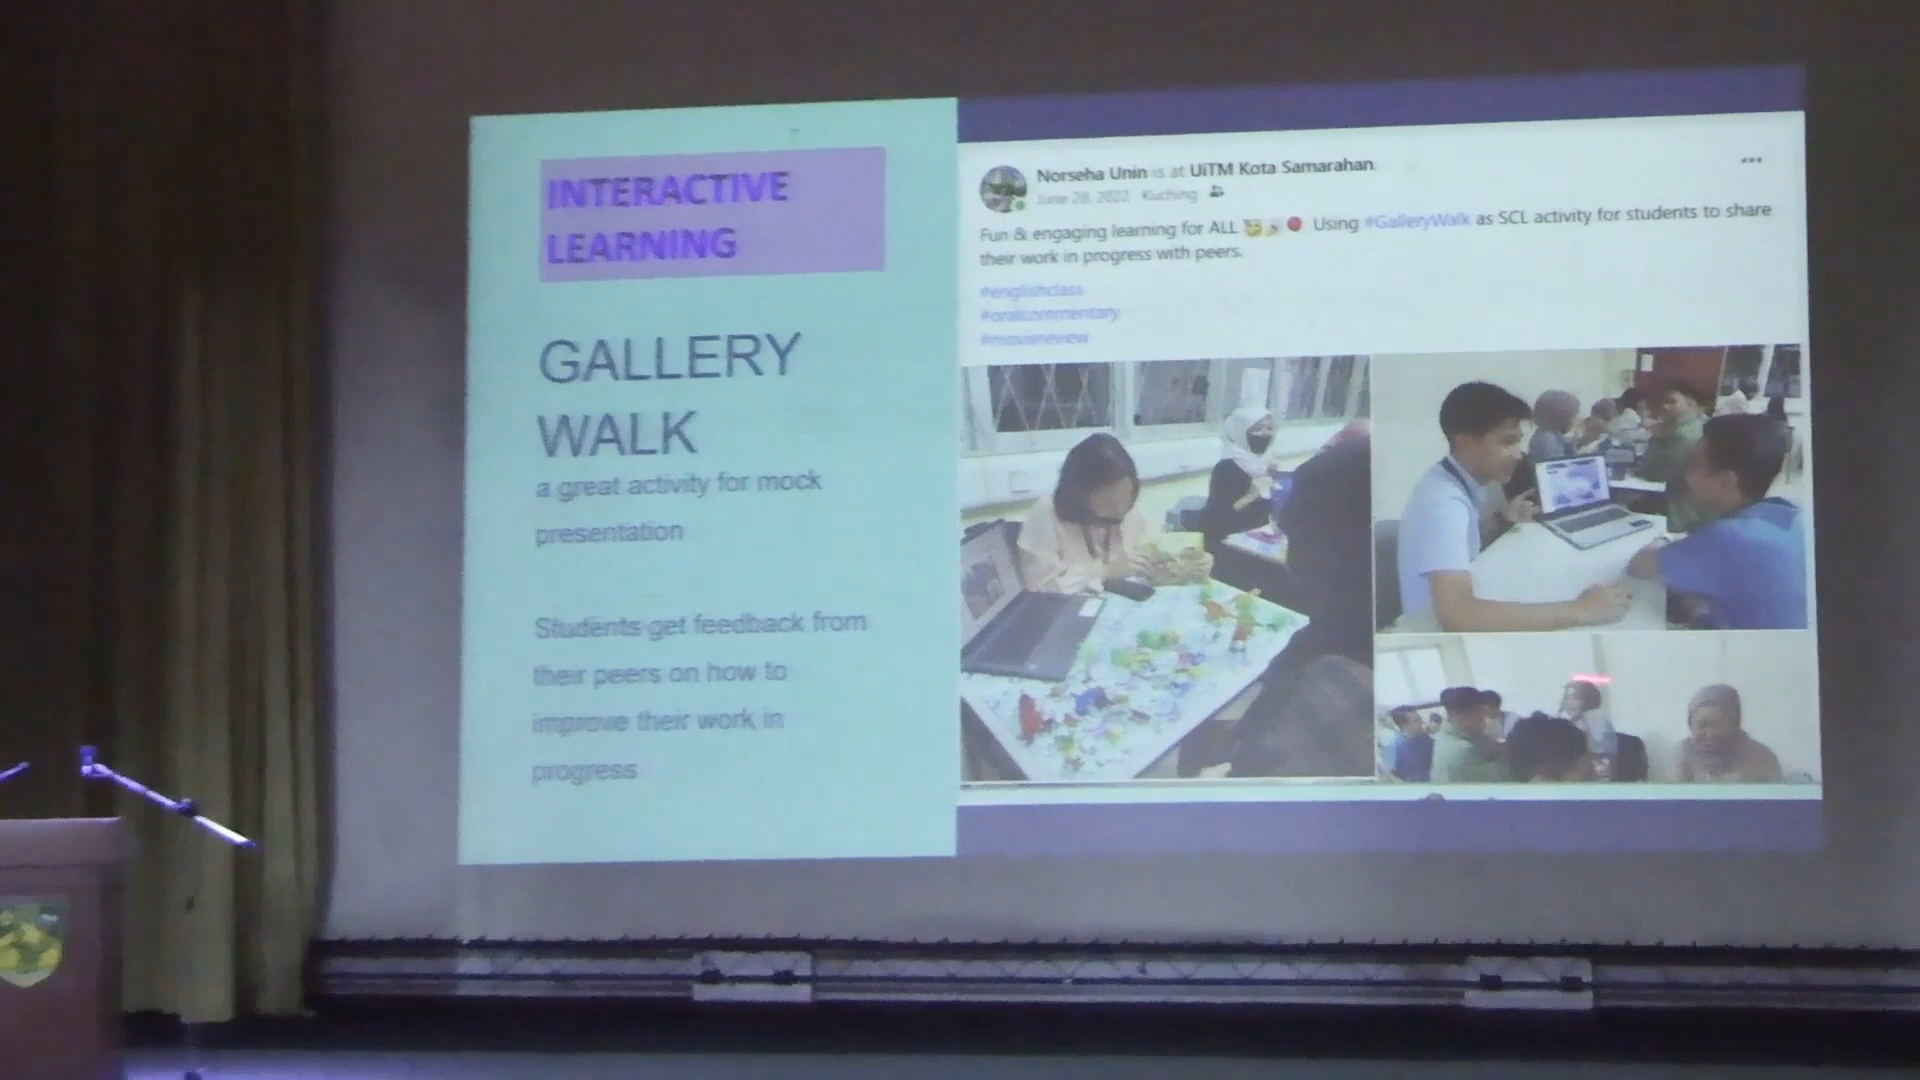 INTERACTIVE
LEARNING
GALLERY
WALK
a great activity for mock
presentation
Students get feedback from
their peers on how to
improve their work in
progress
Norseha Unin is at UiTM Kota Samarahan.
June 28, 2022 Kuching
Fun & engaging learning for ALL Using #GalleryWalk as SCL activity for students to share
their work in progress with peers.
#englishclass
#oralcommentary
#moviereview